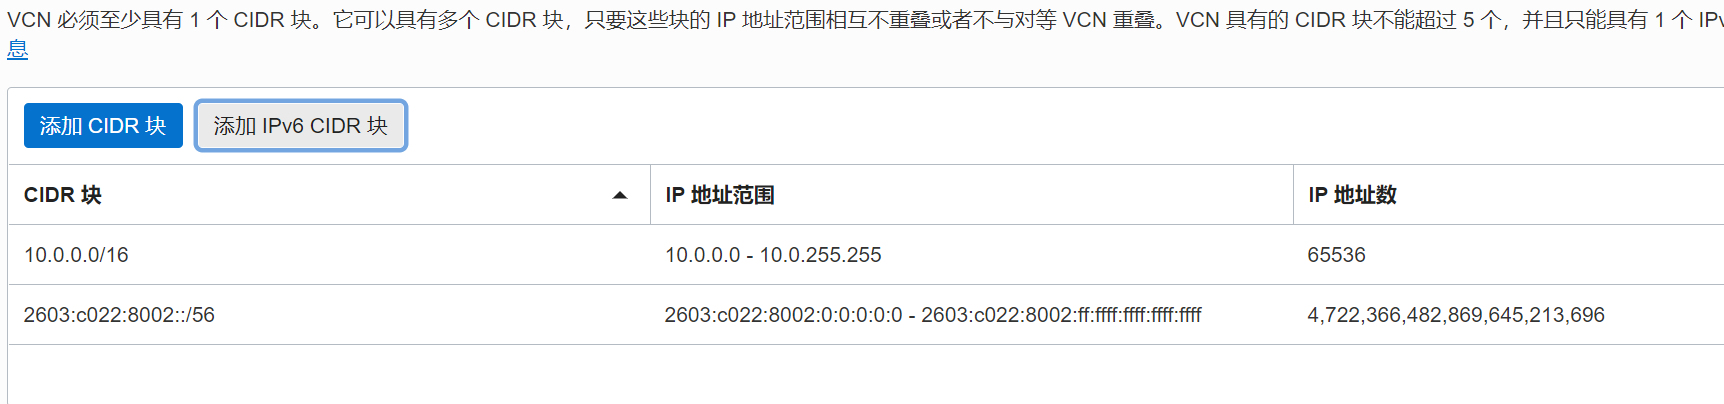 VCN 必须至少具有 1 个 CIDR 块。它可以具有多个 CIDR 块，只要这些块的 IP 地址范围相互不重叠或者不与对等 VCN 重叠。VCN 具有的 CIDR 块不能超过 5 个，并且只能具有 1 个
息
添加 CIDR 块 添加 IPv6 CIDR 块
CIDR 块 IP 地址范围 IP 地址数
10.0.0.0/16 10.0.0.0 - 10.0.255.255 65536
2603:c022:8002::/56 2603:c022:8002:0:0:0:0:0 - 2603:c022:8002:ff:ffff:ffff:ffff:ffff 4,722,366,482,869,645,213,696